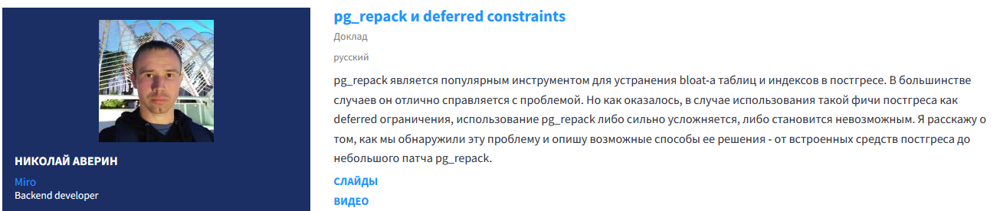 НИКОЛАЙ АВЕРИН
Miro
Backend developer
pg_repack и deferred constraints
Доклад
русский
pg_repack является популярным инструментом для устранения bloat-а таблиц и индексов в постгресе. В большинстве
случаев он отлично справляется с проблемой. Но как оказалось, в случае использования такой фичи постгреса как
deferred ограничения, использование pg_repack либо сильно усложняется, либо становится невозможным. Я расскажу о
том, как мы обнаружили эту проблему и опишу возможные способы ее решения - от встроенных средств постгреса до
небольшого патча pg_repack.
СЛАЙДЫ
ВИДЕО